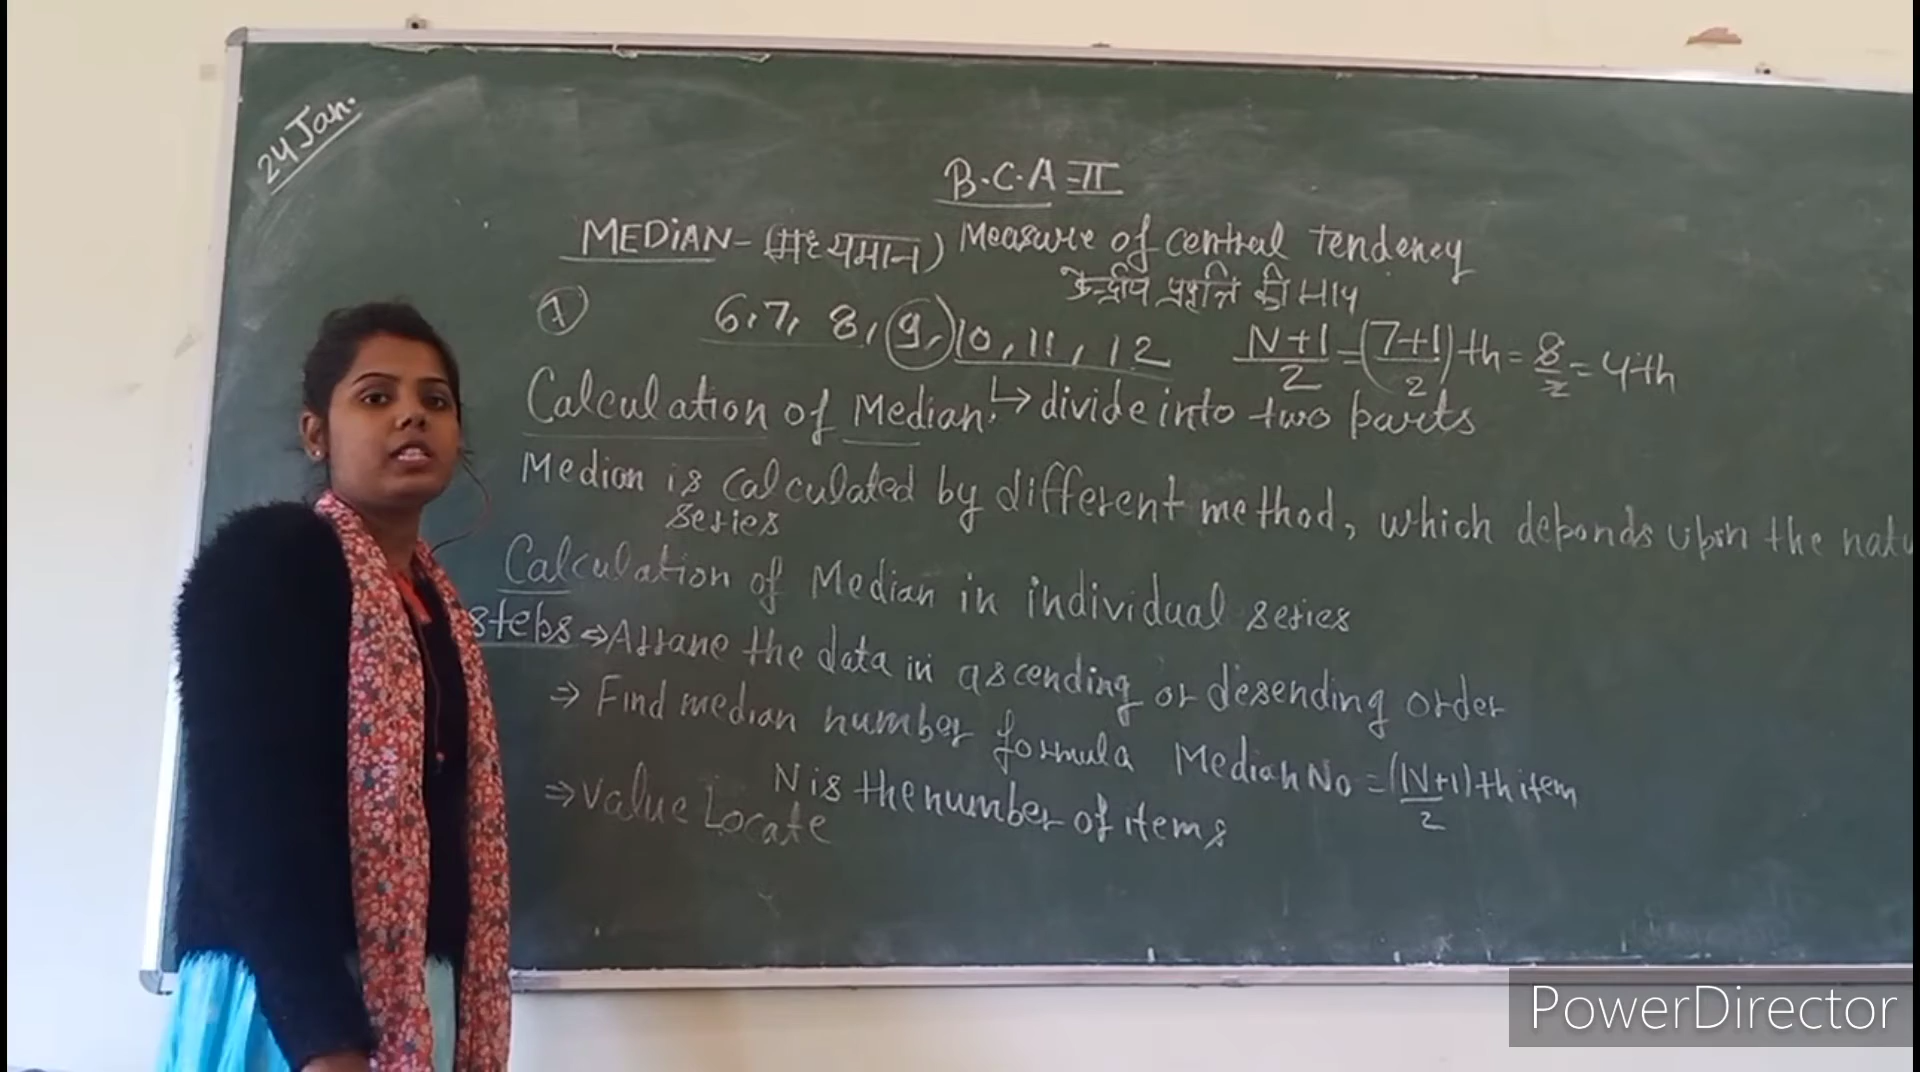 24 Jan.
B.C.A-II
MEDiAN - (मध्यमान) Measure of central tendency
केन्द्रीय प्रवृत्ति की माप
7 6, 7, 8, 9, 10, 11, 12 N+1/2 = (7+1/2)th = 8/2 = 4th
Calculation of Median. ↳ divide into two parts
Median is calculated by different method, which depends upon the natu
series
Calculation of Median in individual series
steps ⇒ Arrane the data in ascending or desending order
⇒ Find median number formula Median No = (N+1)/2 th item
N is the number of items
⇒ value Locate
PowerDirector